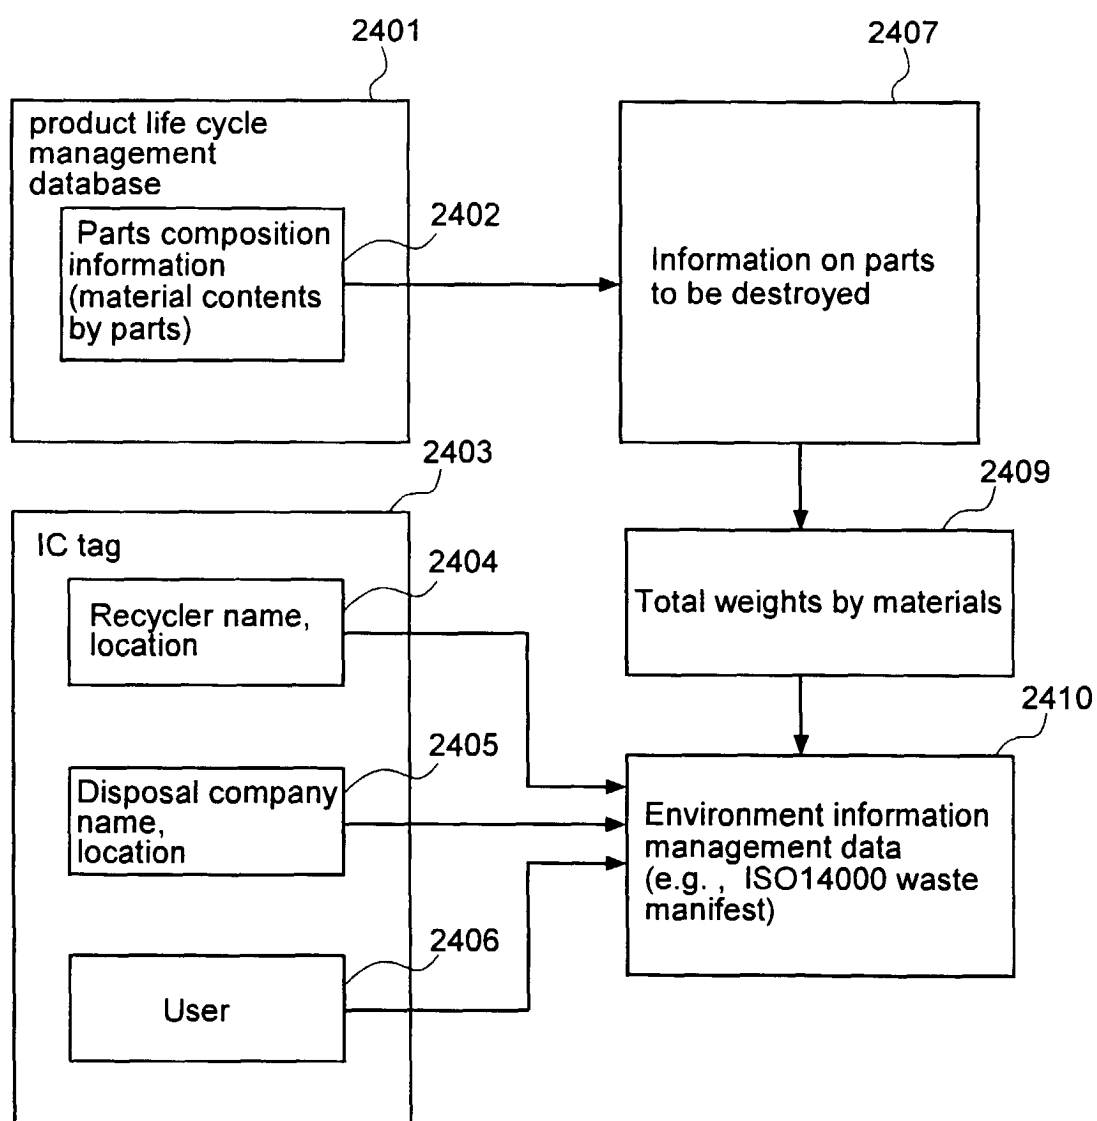 2401
2407
product life cycle
management
database
2402
Parts composition
information
(material contents
by parts)
Information on parts
to be destroyed
2403
2409
IC tag
2404
Recycler name,
location
Total weights by materials
2410
2405
Disposal company
name,
location
Environment information
management data
(e.g. , ISO14000 waste
manifest)
2406
User